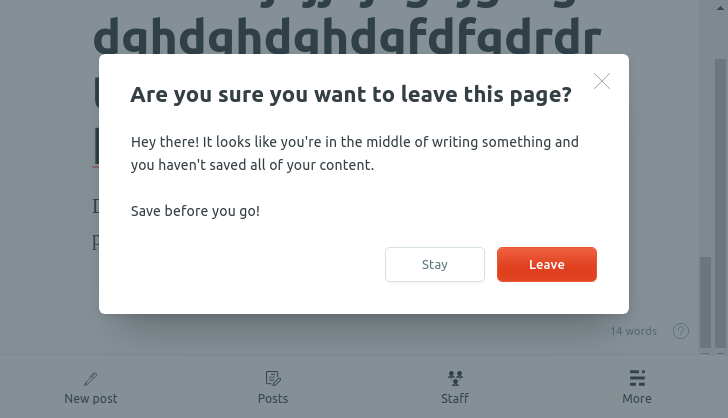 dghdghdghdgfdfgdrdr
Are you sure you want to leave this page?
Hey there! It looks like you're in the middle of writing something and
you haven't saved all of your content.
Save before you go!
Stay
Leave
14 words
?
New post
Posts
Staff
More